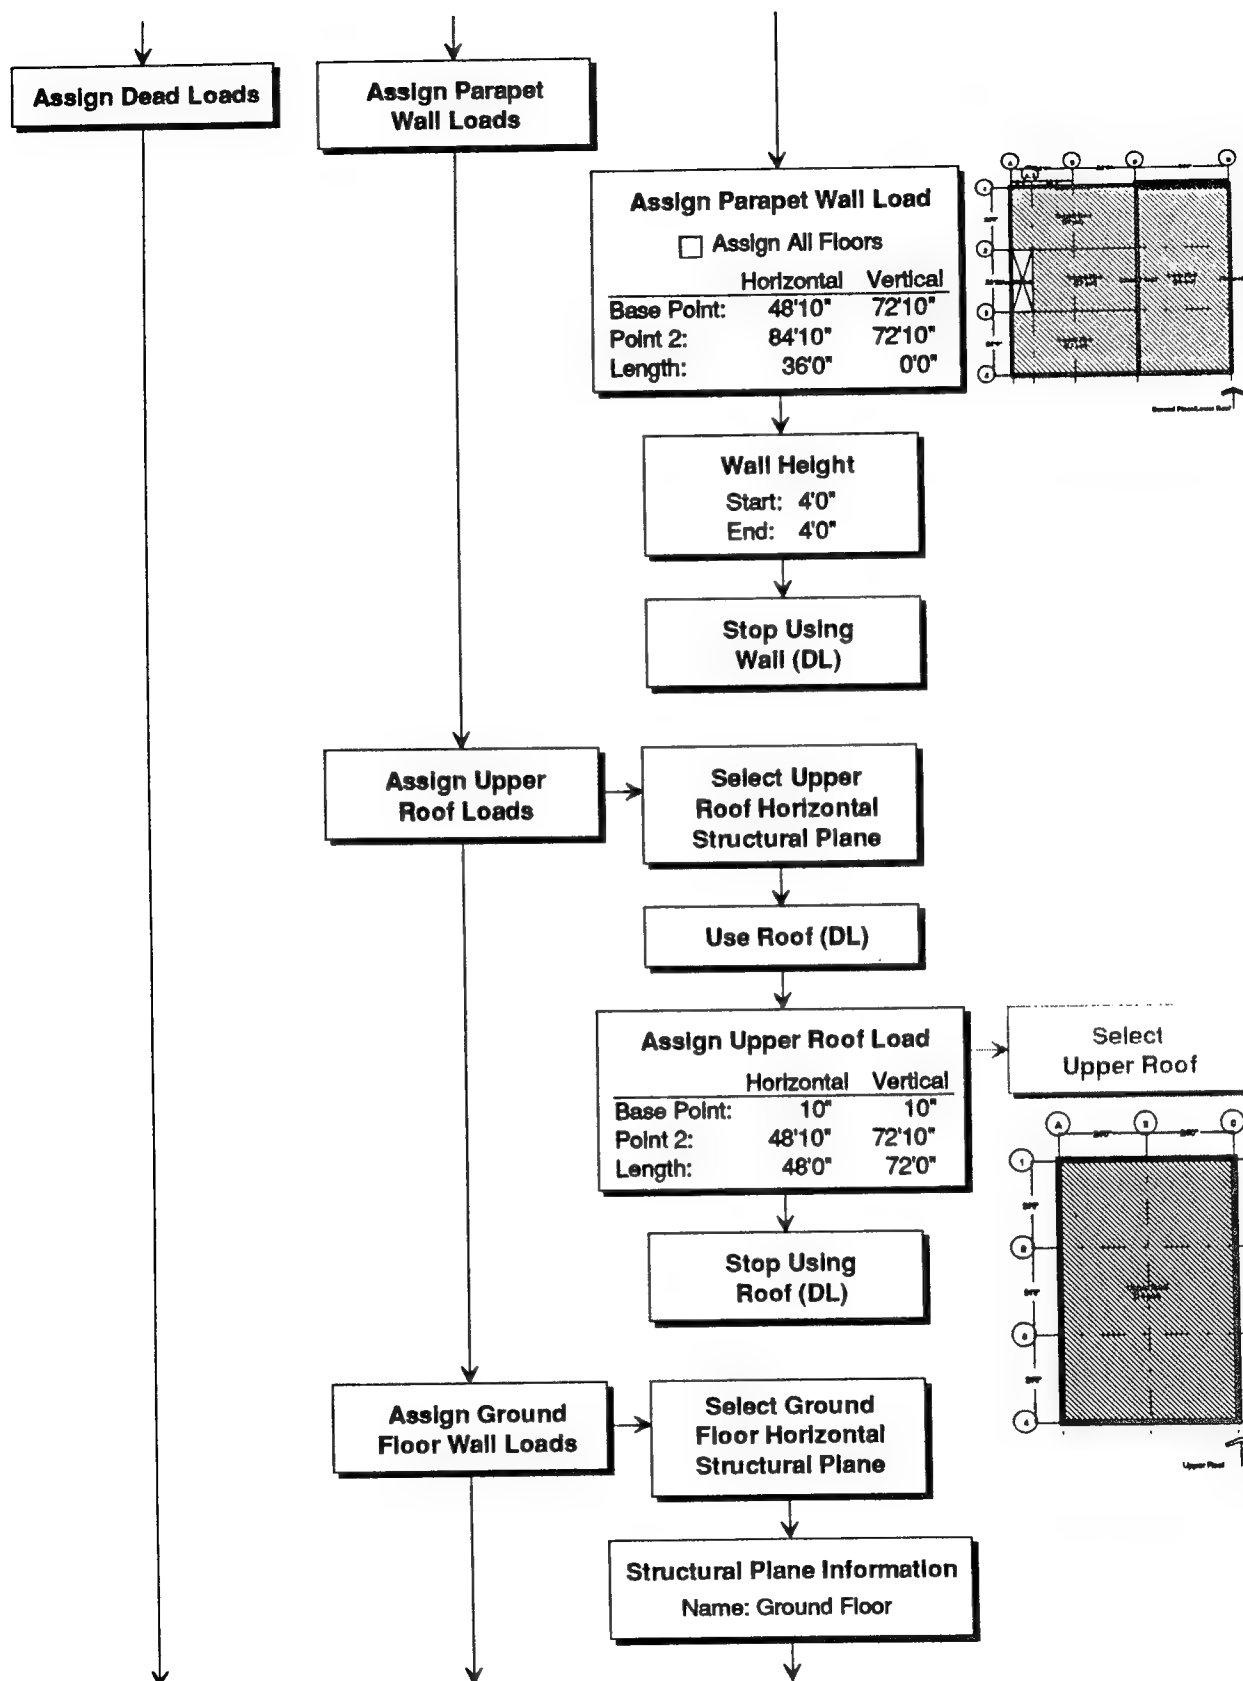 Assign Dead Loads
Assign Parapet
Wall Loads
Assign Parapet Wall Load
Assign All Floors
Horizontal Vertical
Base Point: 48'10" 72'10"
Point 2: 84'10" 72'10"
Length: 36'0" 0'0"
Wall Height
Start: 4'0"
End: 4'0"
Stop Using
Wall (DL)
Assign Upper
Roof Loads
Select Upper
Roof Horizontal
Structural Plane
Use Roof (DL)
Assign Upper Roof Load
Horizontal Vertical
Base Point: 10" 10"
Point 2: 48'10" 72'10"
Length: 48'0" 72'0"
Select
Upper Roof
Stop Using
Roof (DL)
A
1
4
Upper Roof
Assign Ground
Floor Wall Loads
Select Ground
Floor Horizontal
Structural Plane
Structural Plane Information
Name: Ground Floor